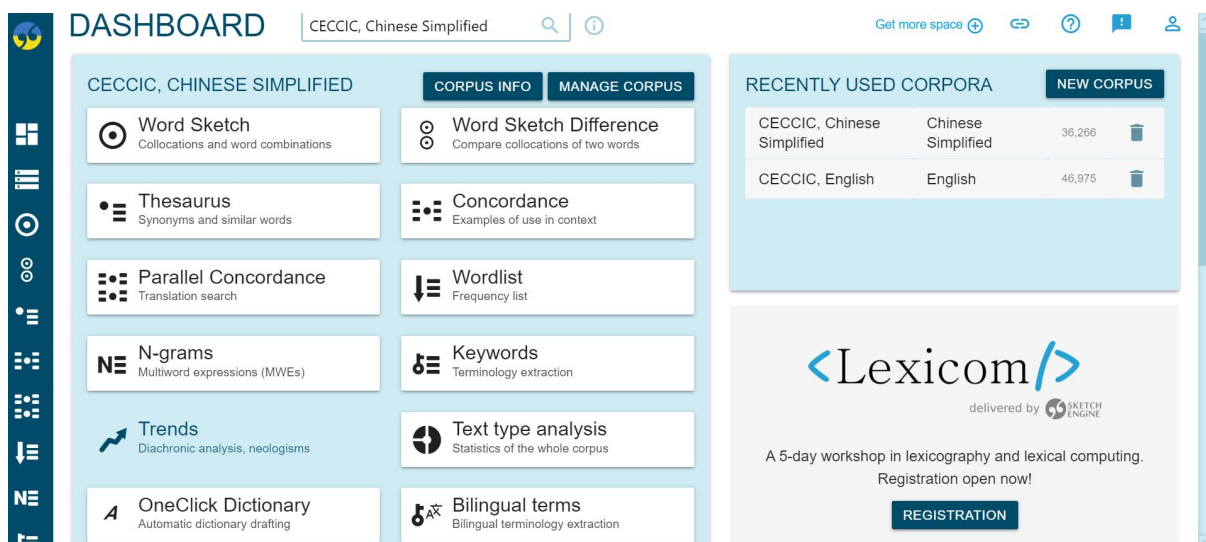 DASHBOARD
CECCIC, Chinese Simplified
Get more space
CECCIC, CHINESE SIMPLIFIED
CORPUS INFO
MANAGE CORPUS
Word Sketch
Collocations and word combinations
Word Sketch Difference
Compare collocations of two words
Thesaurus
Synonyms and similar words
Concordance
Examples of use in context
Parallel Concordance
Translation search
Wordlist
Frequency list
N-grams
Multiword expressions (MWEs)
Keywords
Terminology extraction
Trends
Diachronic analysis, neologisms
Text type analysis
Statistics of the whole corpus
OneClick Dictionary
Automatic dictionary drafting
Bilingual terms
Bilingual terminology extraction
RECENTLY USED CORPORA
NEW CORPUS
CECCIC, Chinese
Simplified
Chinese
Simplified
36,266
CECCIC, English
English
46,975
<Lexicom/>
delivered by SKETCH
ENGINE
A 5-day workshop in lexicography and lexical computing.
Registration open now!
REGISTRATION